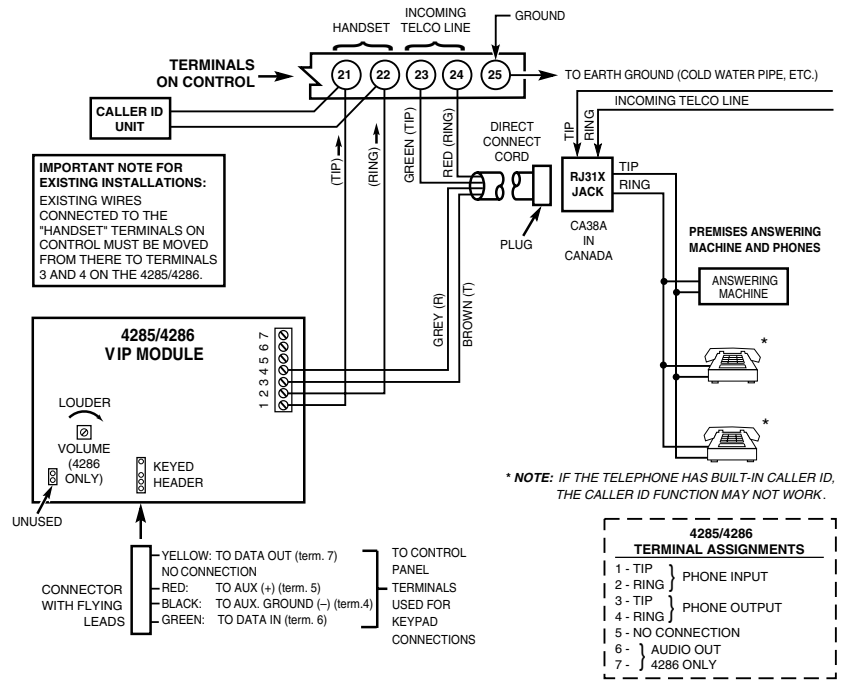 HANDSET
INCOMING
TELCO LINE
GROUND
TERMINALS
ON CONTROL
21
22
23
24
25
TO EARTH GROUND (COLD WATER PIPE, ETC.)
CALLER ID
UNIT
INCOMING TELCO LINE
TIP
RING
(TIP)
(RING)
GREEN (TIP)
RED (RING)
DIRECT
CONNECT
CORD
RJ31X
JACK
TIP
RING
PLUG
CA38A
IN
CANADA
IMPORTANT NOTE FOR
EXISTING INSTALLATIONS:
EXISTING WIRES
CONNECTED TO THE
"HANDSET" TERMINALS ON
CONTROL MUST BE MOVED
FROM THERE TO TERMINALS
3 AND 4 ON THE 4285/4286.
PREMISES ANSWERING
MACHINE AND PHONES
ANSWERING
MACHINE
GREY (R)
BROWN (T)
4285/4286
VIP MODULE
1 2 3 4 5 6 7
LOUDER
VOLUME
(4286
ONLY)
KEYED
HEADER
UNUSED
*
*
* NOTE: IF THE TELEPHONE HAS BUILT-IN CALLER ID,
THE CALLER ID FUNCTION MAY NOT WORK.
CONNECTOR
WITH FLYING
LEADS
YELLOW: TO DATA OUT (term. 7)
NO CONNECTION
RED: TO AUX (+) (term. 5)
BLACK: TO AUX. GROUND (–) (term.4)
GREEN: TO DATA IN (term. 6)
TO CONTROL
PANEL
TERMINALS
USED FOR
KEYPAD
CONNECTIONS
4285/4286
TERMINAL ASSIGNMENTS
1 - TIP
2 - RING } PHONE INPUT
3 - TIP
4 - RING } PHONE OUTPUT
5 - NO CONNECTION
6 - } AUDIO OUT
7 - } 4286 ONLY